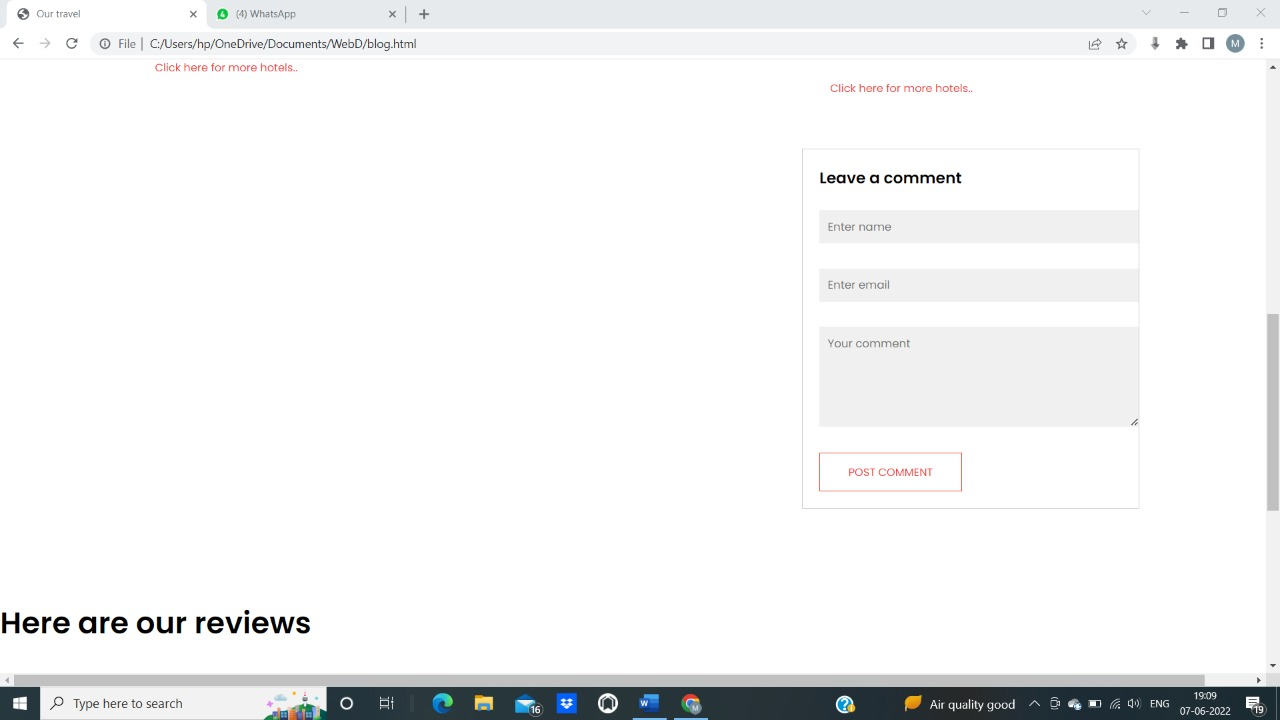 Our travel
(4) WhatsApp
File
C:/Users/hp/OneDrive/Documents/WebD/blog.html
M
Click here for more hotels..
Click here for more hotels..
Leave a comment
Enter name
Enter email
Your comment
POST COMMENT
Here are our reviews
Type here to search
16
Air quality good
ENG
19:09
07-06-2022
19